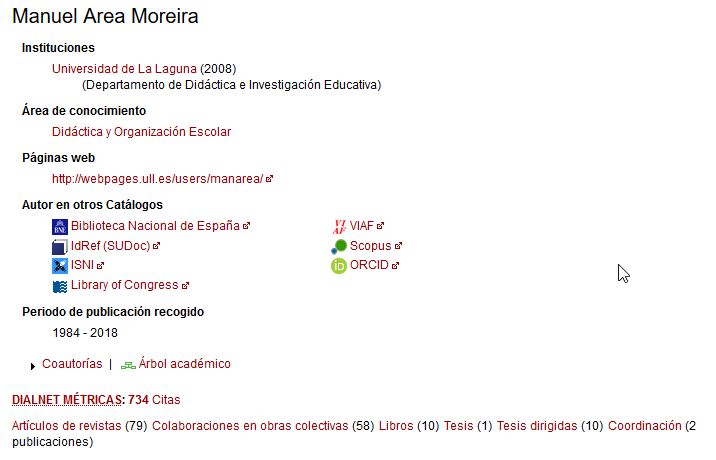 Manuel Area Moreira
Instituciones
Universidad de La Laguna (2008)
(Departamento de Didáctica e Investigación Educativa)
Área de conocimiento
Didáctica y Organización Escolar
Páginas web
http://webpages.ull.es/users/manarea/
Autor en otros Catálogos
BNE Biblioteca Nacional de España
VIAF VIAF
IdRef (SUDoc)
Scopus
ISNI
iD ORCID
Library of Congress
Periodo de publicación recogido
1984 - 2018
Coautorías | Árbol académico
DIALNET MÉTRICAS: 734 Citas
Artículos de revistas (79) Colaboraciones en obras colectivas (58) Libros (10) Tesis (1) Tesis dirigidas (10) Coordinación (2
publicaciones)